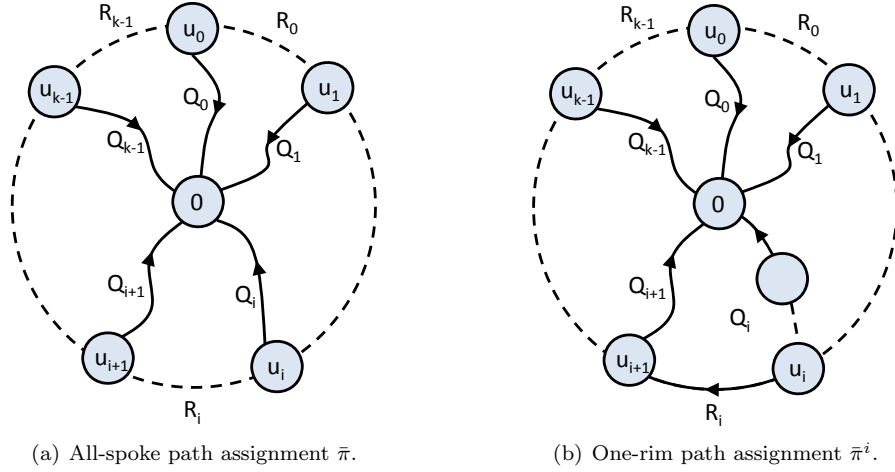 R_{k-1} u_0 R_0
u_{k-1} u_1
Q_0
Q_{k-1} Q_1
0
Q_{i+1} Q_i
u_{i+1} u_i
R_i
(a) All-spoke path assignment π̄.
R_{k-1} u_0 R_0
u_{k-1} u_1
Q_0
Q_{k-1} Q_1
0
Q_{i+1}
Q_i
u_{i+1} u_i
R_i
(b) One-rim path assignment π̄^i.